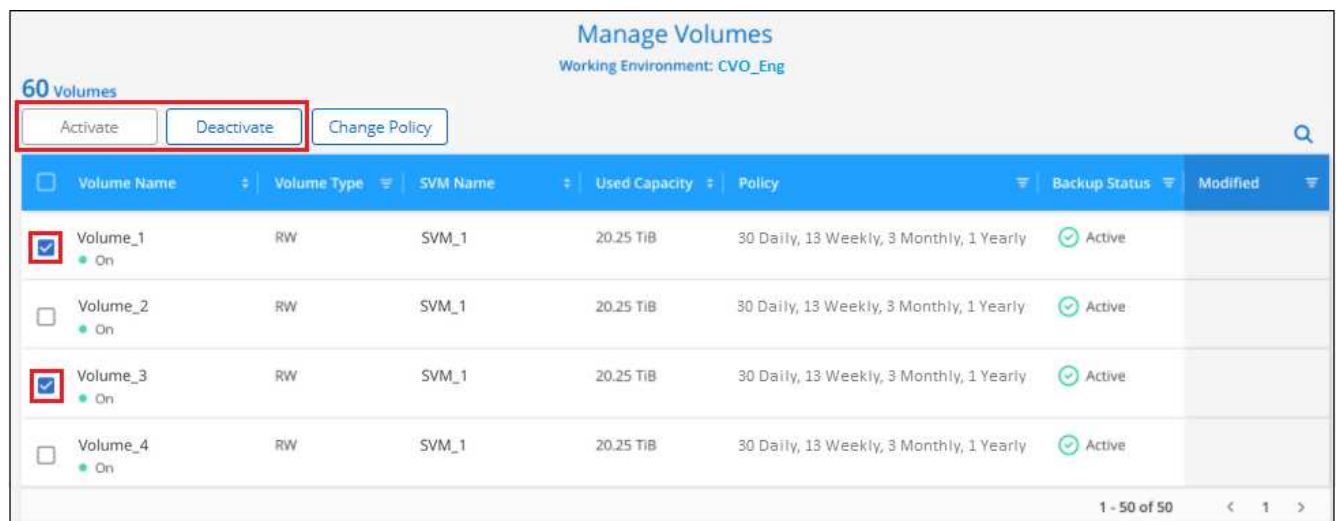 Manage Volumes
Working Environment: CVO_Eng
60 Volumes
Activate Deactivate Change Policy
Volume Name Volume Type SVM Name Used Capacity Policy Backup Status Modified
Volume_1 RW SVM_1 20.25 TiB 30 Daily, 13 Weekly, 3 Monthly, 1 Yearly Active
On
Volume_2 RW SVM_1 20.25 TiB 30 Daily, 13 Weekly, 3 Monthly, 1 Yearly Active
On
Volume_3 RW SVM_1 20.25 TiB 30 Daily, 13 Weekly, 3 Monthly, 1 Yearly Active
On
Volume_4 RW SVM_1 20.25 TiB 30 Daily, 13 Weekly, 3 Monthly, 1 Yearly Active
On
1 - 50 of 50 < 1 >